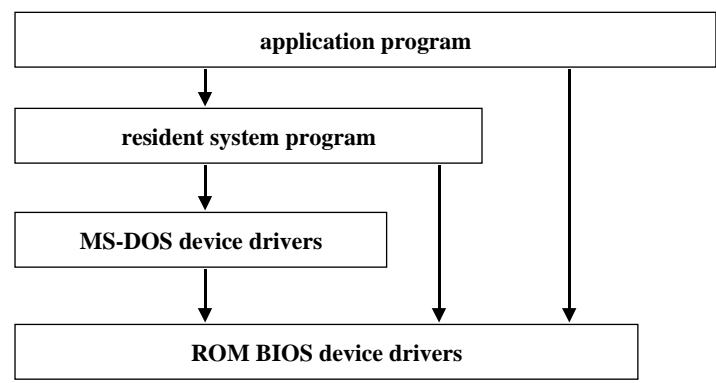 application program
resident system program
MS-DOS device drivers
ROM BIOS device drivers